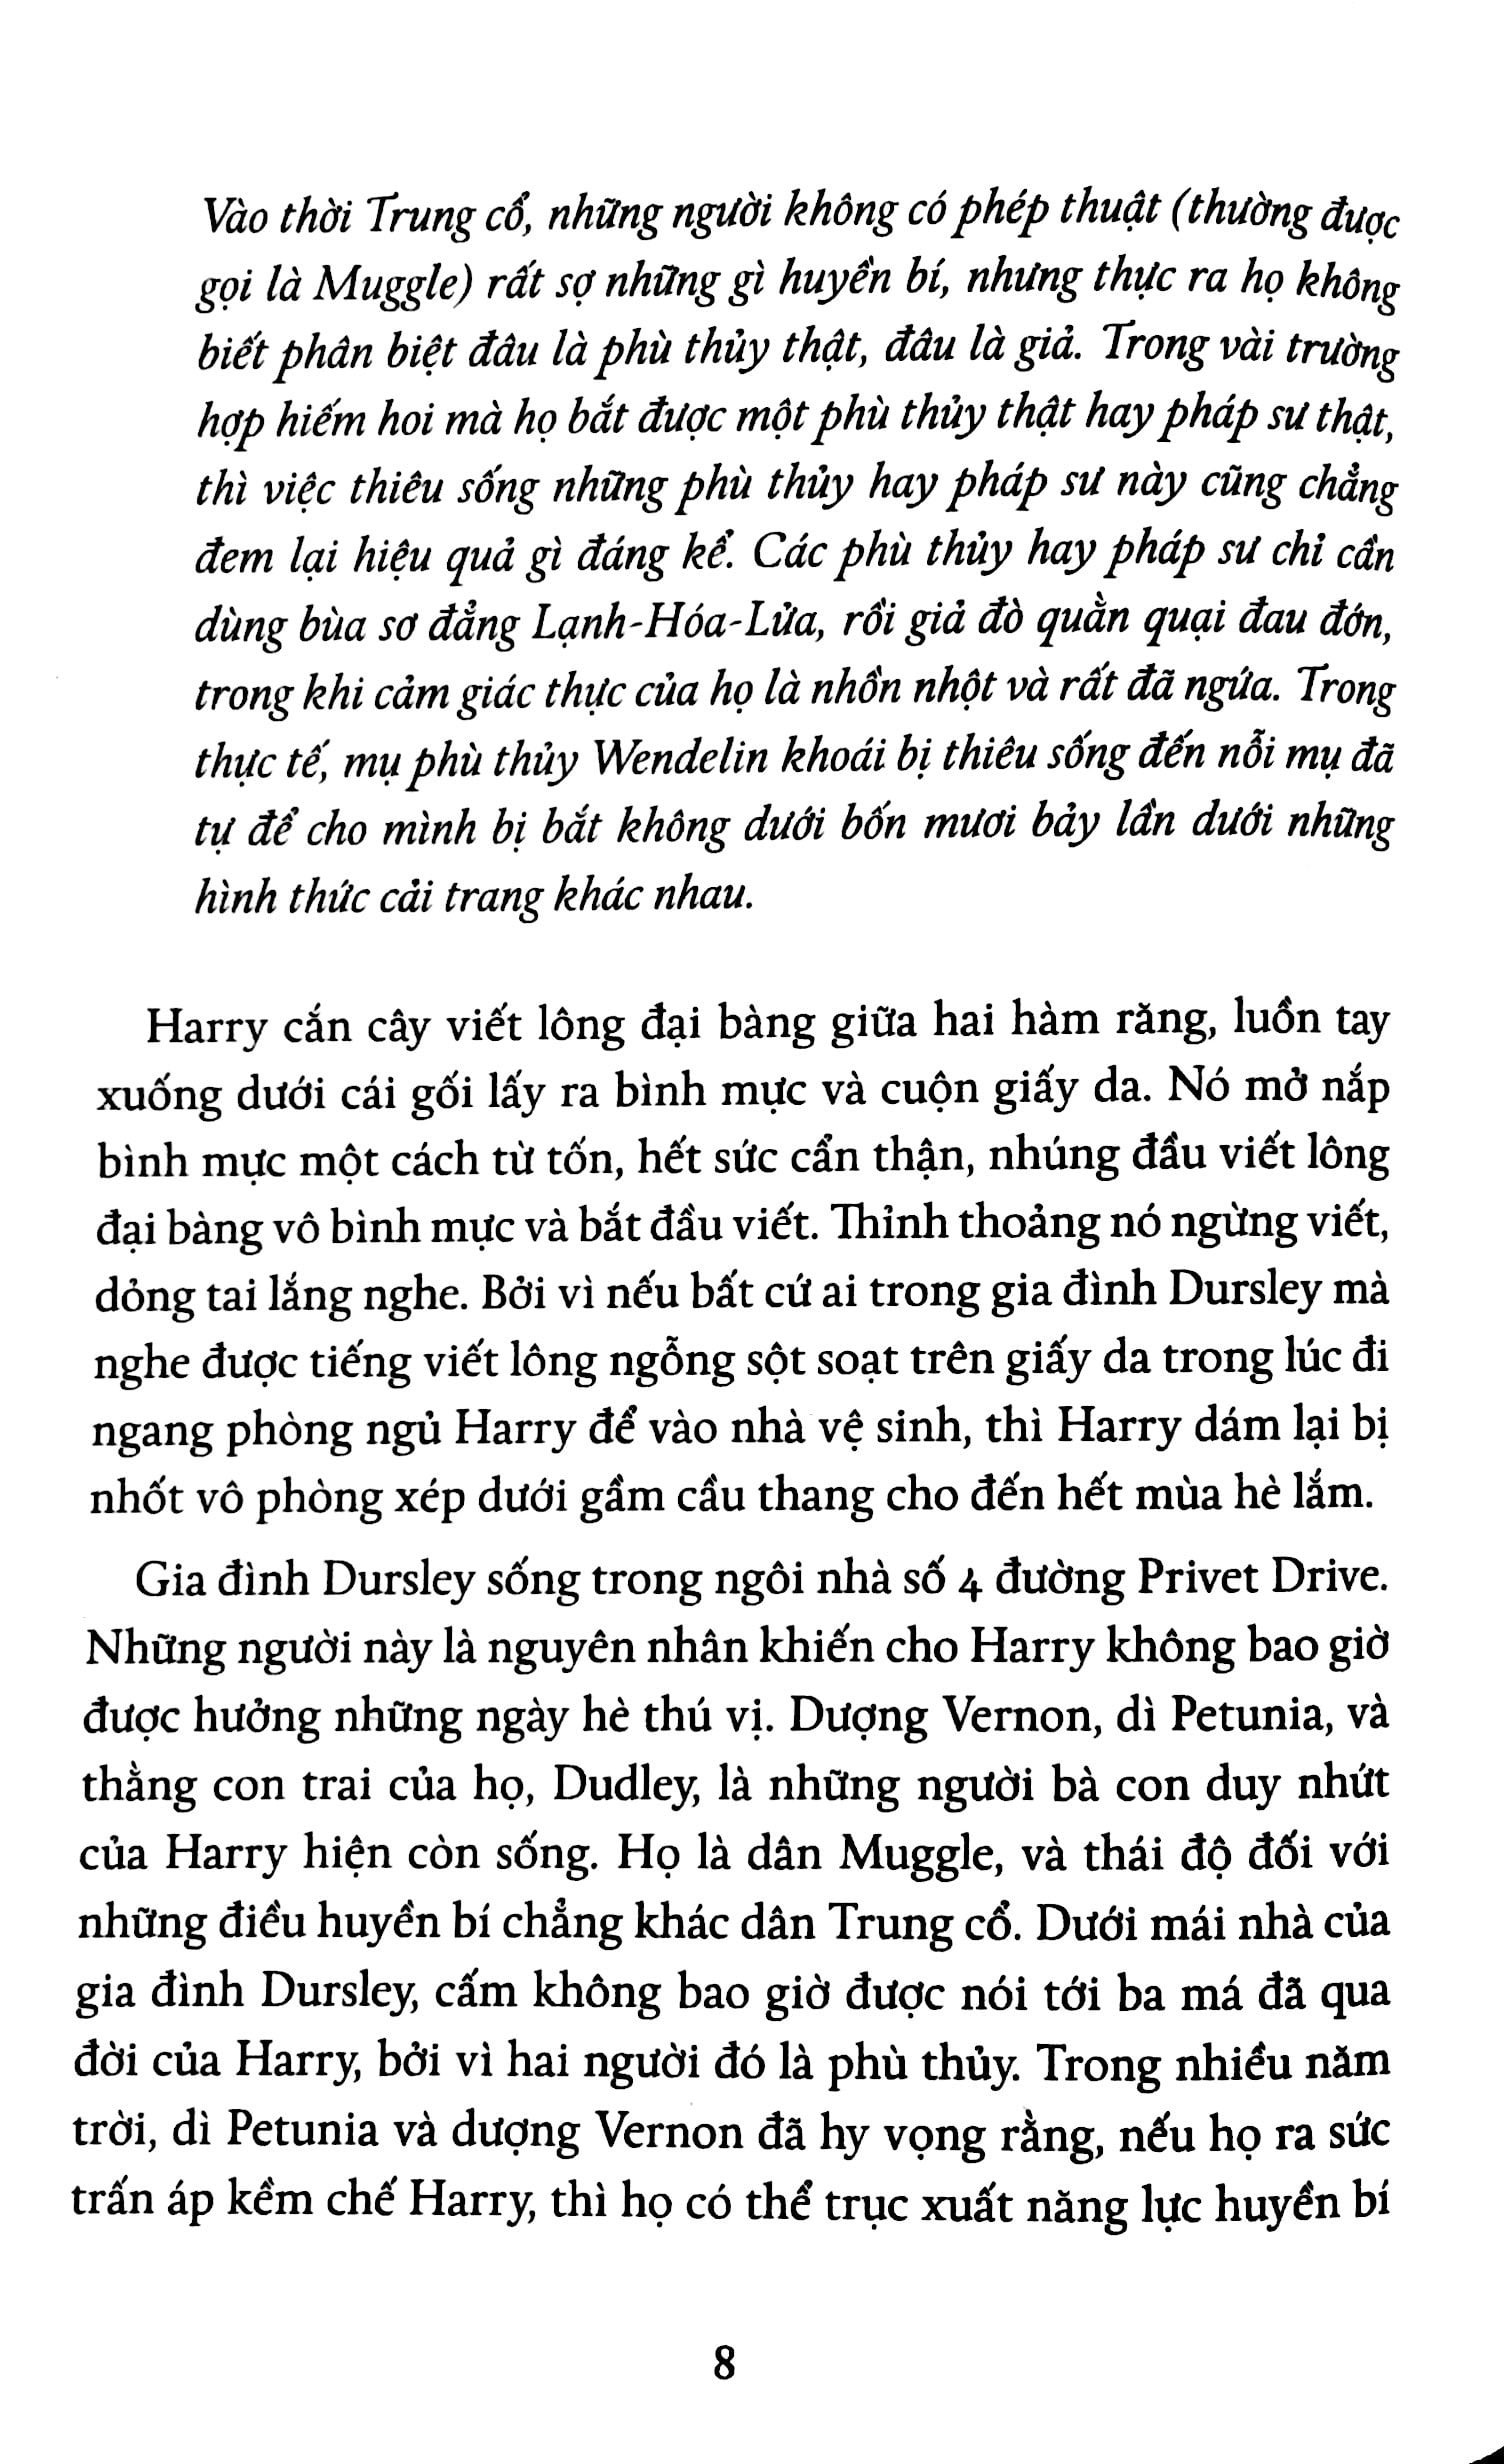 Vào thời Trung cổ, những người không có phép thuật (thường được
gọi là Muggle) rất sợ những gì huyền bí, nhưng thực ra họ không
biết phân biệt đâu là phù thủy thật, đâu là giả. Trong vài trường
hợp hiếm hoi mà họ bắt được một phù thủy thật hay pháp sư thật,
thì việc thiêu sống những phù thủy hay pháp sư này cũng chẳng
đem lại hiệu quả gì đáng kể. Các phù thủy hay pháp sư chỉ cần
dùng bùa sơ đẳng Lạnh-Hóa-Lửa, rồi giả đò quằn quại đau đớn,
trong khi cảm giác thực của họ là nhồn nhột và rất đã ngứa. Trong
thực tế, mụ phù thủy Wendelin khoái bị thiêu sống đến nỗi mụ đã
tự để cho mình bị bắt không dưới bốn mươi bảy lần dưới những
hình thức cải trang khác nhau.
Harry cắn cây viết lông đại bàng giữa hai hàm răng, luồn tay
xuống dưới cái gối lấy ra bình mực và cuộn giấy da. Nó mở nắp
bình mực một cách từ tốn, hết sức cẩn thận, nhúng đầu viết lông
đại bàng vô bình mực và bắt đầu viết. Thỉnh thoảng nó ngừng viết,
dỏng tai lắng nghe. Bởi vì nếu bất cứ ai trong gia đình Dursley mà
nghe được tiếng viết lông ngỗng sột soạt trên giấy da trong lúc đi
ngang phòng ngủ Harry để vào nhà vệ sinh, thì Harry dám lại bị
nhốt vô phòng xép dưới gầm cầu thang cho đến hết mùa hè lắm.
Gia đình Dursley sống trong ngôi nhà số 4 đường Privet Drive.
Những người này là nguyên nhân khiến cho Harry không bao giờ
được hưởng những ngày hè thú vị. Dượng Vernon, dì Petunia, và
thằng con trai của họ, Dudley, là những người bà con duy nhứt
của Harry hiện còn sống. Họ là dân Muggle, và thái độ đối với
những điều huyền bí chẳng khác dân Trung cổ. Dưới mái nhà của
gia đình Dursley, cấm không bao giờ được nói tới ba má đã qua
đời của Harry, bởi vì hai người đó là phù thủy. Trong nhiều năm
trời, dì Petunia và dượng Vernon đã hy vọng rằng, nếu họ ra sức
trấn áp kềm chế Harry, thì họ có thể trục xuất năng lực huyền bí
8